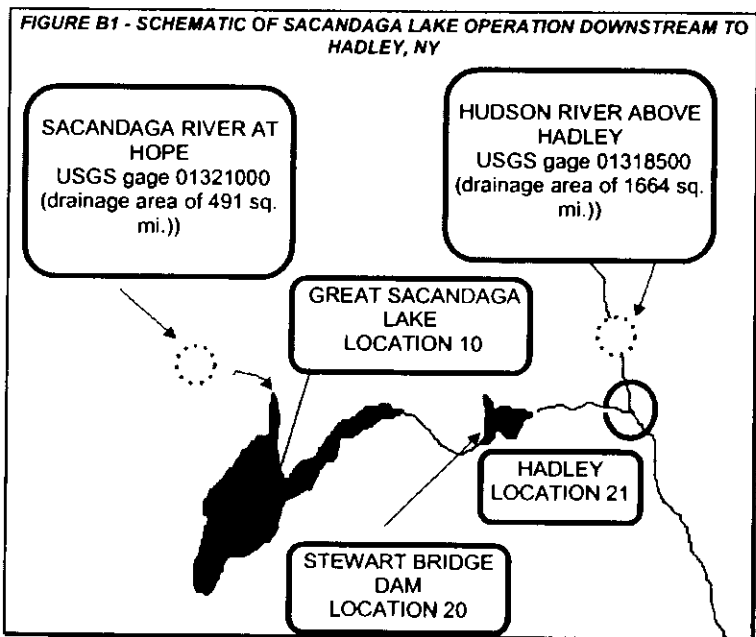 FIGURE B1 - SCHEMATIC OF SACANDAGA LAKE OPERATION DOWNSTREAM TO
HADLEY, NY
SACANDAGA RIVER AT
HOPE
USGS gage 01321000
(drainage area of 491 sq.
mi.))
HUDSON RIVER ABOVE
HADLEY
USGS gage 01318500
(drainage area of 1664 sq.
mi.))
GREAT SACANDAGA
LAKE
LOCATION 10
HADLEY
LOCATION 21
STEWART BRIDGE
DAM
LOCATION 20